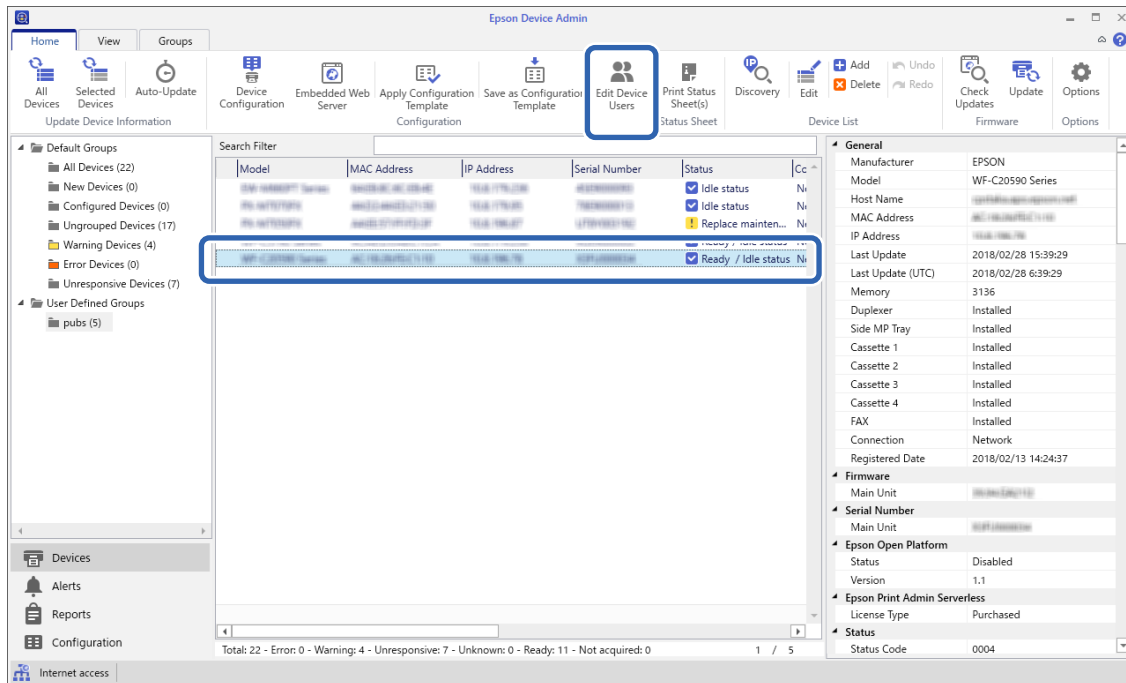 Epson Device Admin
Home View Groups
All Devices
Selected Devices
Auto-Update
Update Device Information
Device Configuration
Embedded Web Server
Apply Configuration Template
Save as Configuration Template
Edit Device Users
Configuration
Print Status Sheet(s)
Status Sheet
Discovery
Edit
Add
Delete
Undo
Redo
Device List
Check Updates
Update
Firmware
Options
Options
Default Groups
All Devices (22)
New Devices (0)
Configured Devices (0)
Ungrouped Devices (17)
Warning Devices (4)
Error Devices (0)
Unresponsive Devices (7)
User Defined Groups
pubs (5)
Devices
Alerts
Reports
Configuration
Search Filter
Model MAC Address IP Address Serial Number Status Co
Idle status
Idle status
Replace mainten...
Ready / Idle status
Ready / Idle status
Total: 22 - Error: 0 - Warning: 4 - Unresponsive: 7 - Unknown: 0 - Ready: 11 - Not acquired: 0 1 / 5
General
Manufacturer EPSON
Model WF-C20590 Series
Host Name
MAC Address
IP Address
Last Update 2018/02/28 15:39:29
Last Update (UTC) 2018/02/28 6:39:29
Memory 3136
Duplexer Installed
Side MP Tray Installed
Cassette 1 Installed
Cassette 2 Installed
Cassette 3 Installed
Cassette 4 Installed
FAX Installed
Connection Network
Registered Date 2018/02/13 14:24:37
Firmware
Main Unit
Serial Number
Main Unit
Epson Open Platform
Status Disabled
Version 1.1
Epson Print Admin Serverless
License Type Purchased
Status
Status Code 0004
Internet access